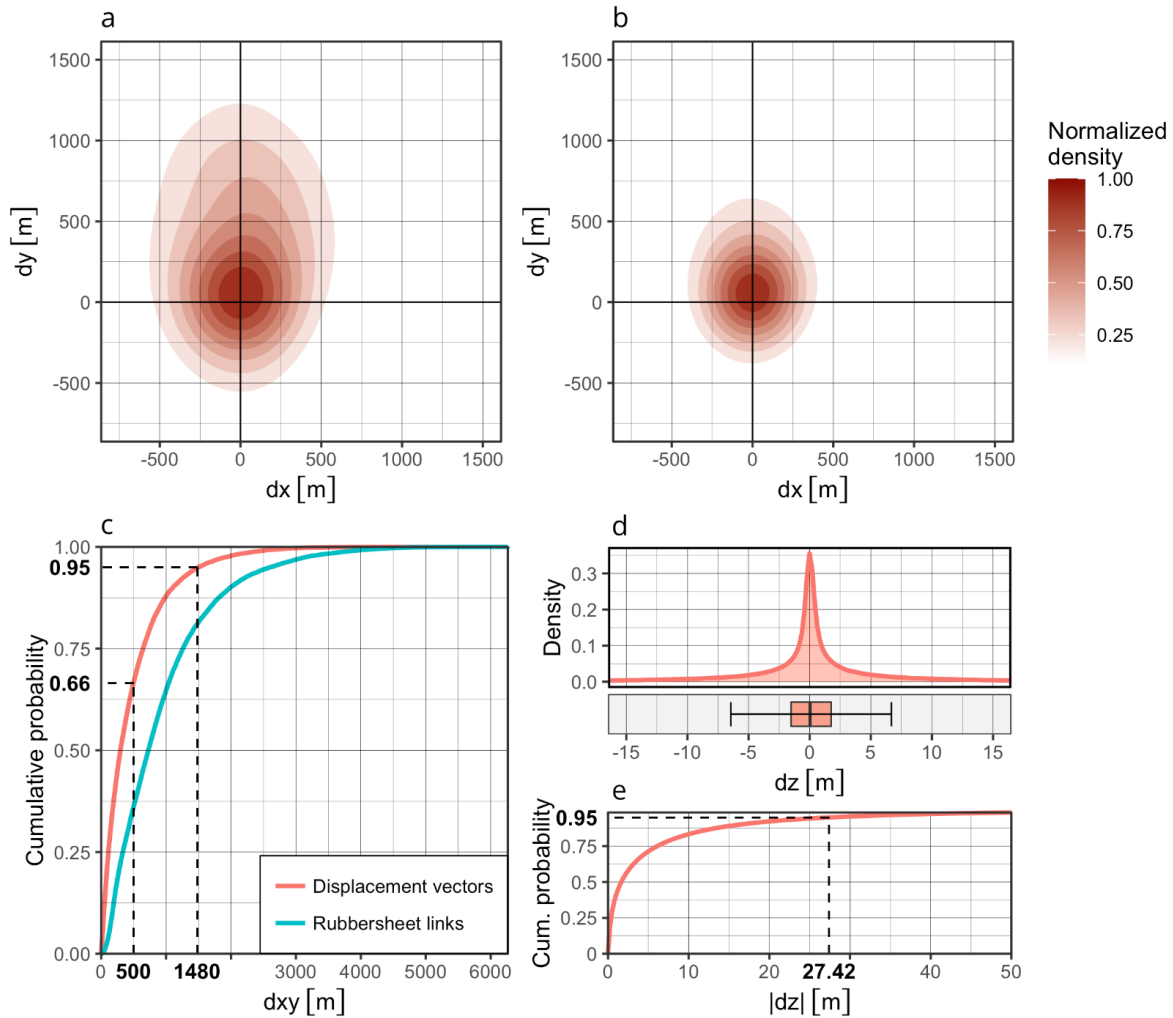 a
b
1500
1000
500
0
-500
dy [m]
-500 0 500 1000 1500
dx [m]
1500
1000
500
0
-500
dy [m]
-500 0 500 1000 1500
dx [m]
Normalized
density
1.00
0.75
0.50
0.25
c
1.00
0.95
0.75
0.66
0.50
0.25
0.00
Cumulative probability
Displacement vectors
Rubbersheet links
0 500 1480 3000 4000 5000 6000
dxy [m]
d
0.3
0.2
0.1
0.0
Density
-15 -10 -5 0 5 10 15
dz [m]
e
0.95
0.75
0.5
0.25
0
Cum. probability
0 10 20 27.42 40 50
|dz| [m]